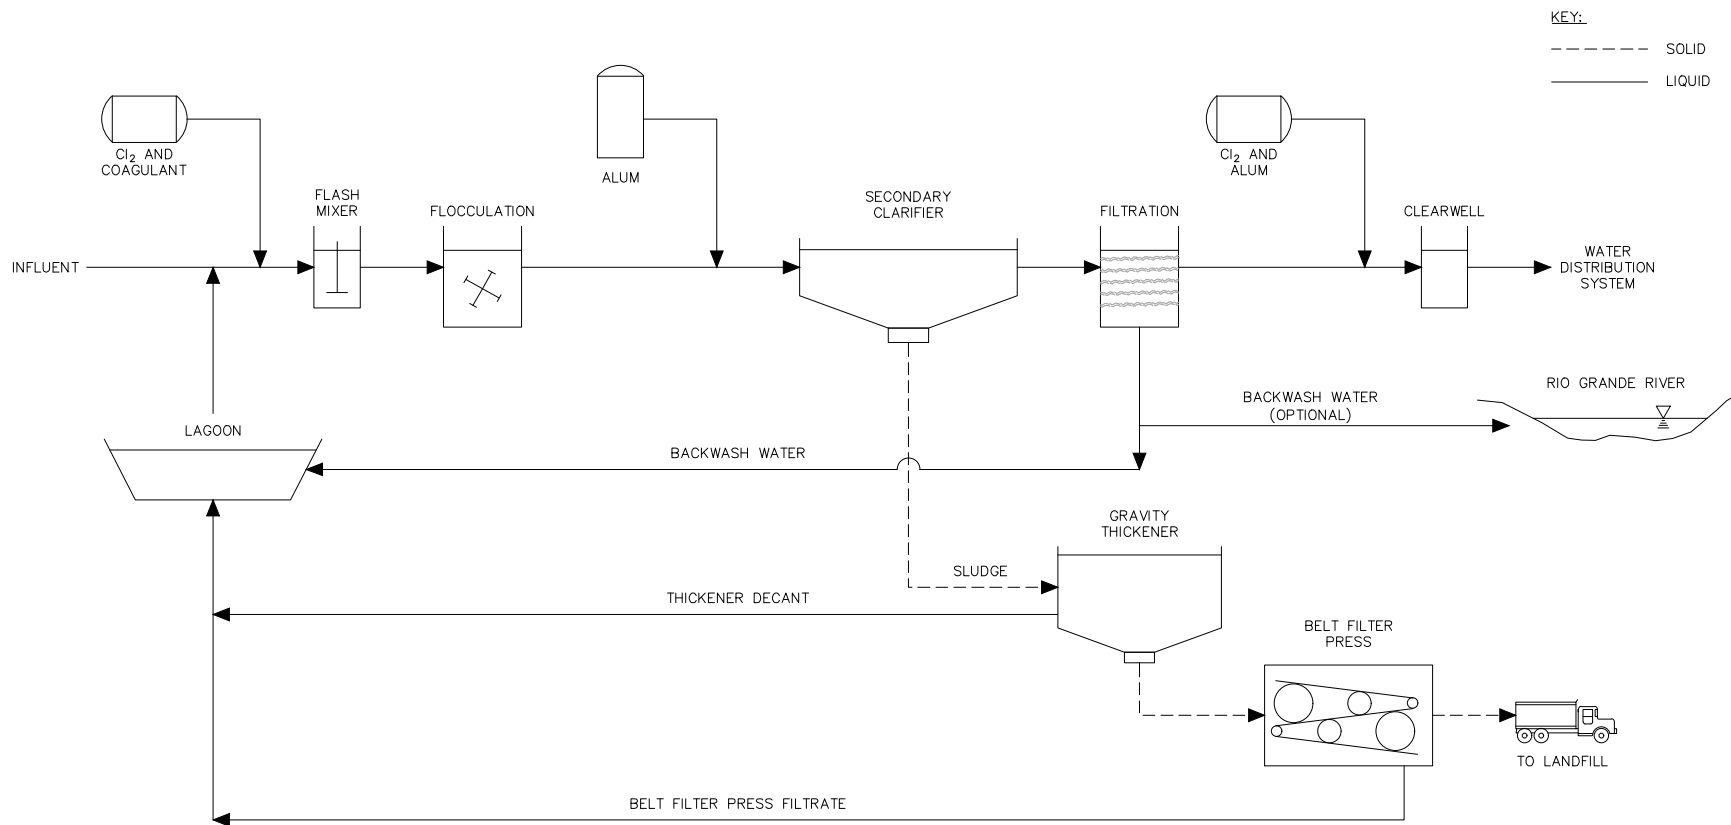 KEY:
SOLID
LIQUID
Cl₂ AND
COAGULANT
ALUM
Cl₂ AND
ALUM
FLASH
MIXER
FLOCCULATION
SECONDARY
CLARIFIER
FILTRATION
CLEARWELL
INFLUENT
WATER
DISTRIBUTION
SYSTEM
RIO GRANDE RIVER
BACKWASH WATER
(OPTIONAL)
LAGOON
BACKWASH WATER
GRAVITY
THICKENER
SLUDGE
THICKENER DECANT
BELT FILTER
PRESS
TO LANDFILL
BELT FILTER PRESS FILTRATE